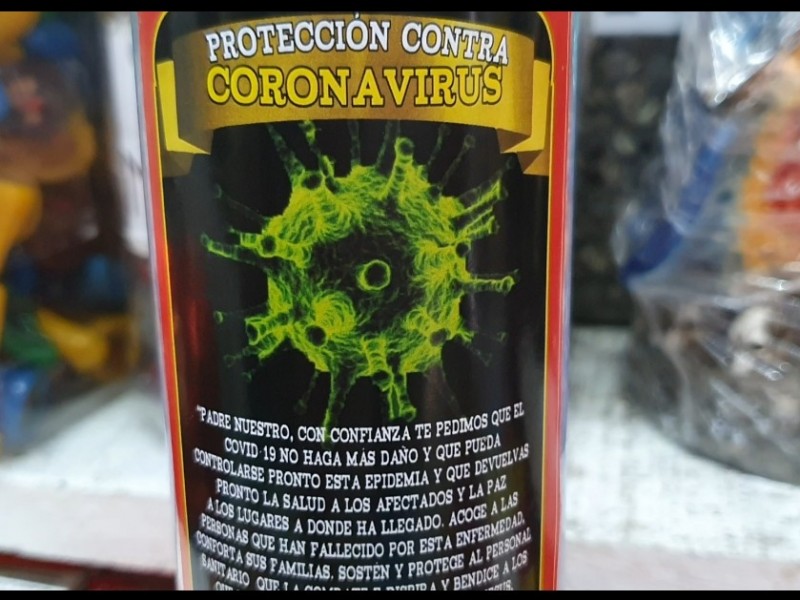 PROTECCIÓN CONTRA
CORONAVIRUS
"PADRE NUESTRO, CON CONFIANZA TE PEDIMOS QUE EL
COVID-19 NO HAGA MÁS DAÑO Y QUE PUEDA
CONTROLARSE PRONTO ESTA EPIDEMIA Y QUE DEVUELVAS
PRONTO LA SALUD A LOS AFECTADOS Y LA PAZ
A LOS LUGARES A DONDE HA LLEGADO. ACOGE A LAS
PERSONAS QUE HAN FALLECIDO POR ESTA ENFERMEDAD,
CONFORTA SUS FAMILIAS. SOSTÉN Y PROTEGE AL PERSONAL
SANITARIO QUE LA COMBATE E INSPIRA Y BENDICE A LOS